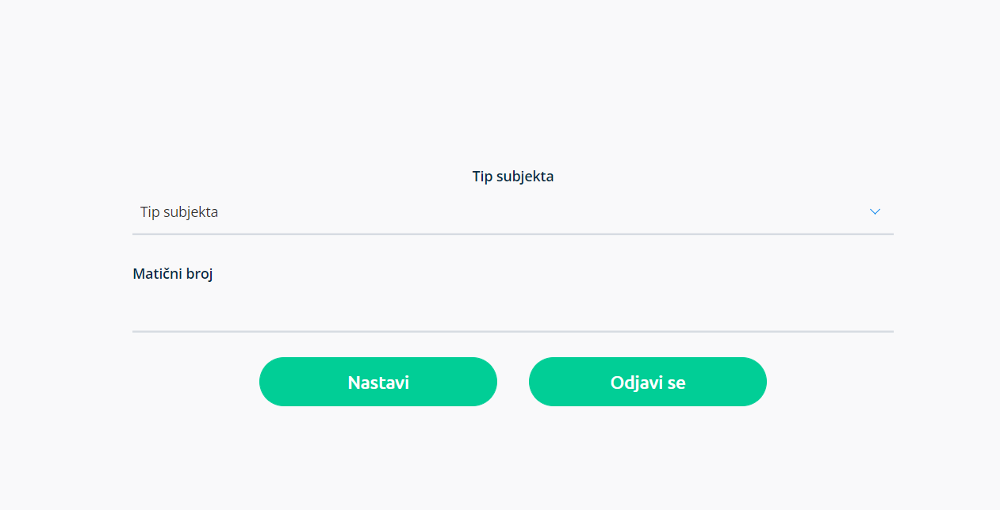 Tip subjekta
Tip subjekta
Matični broj
Nastavi
Odjavi se